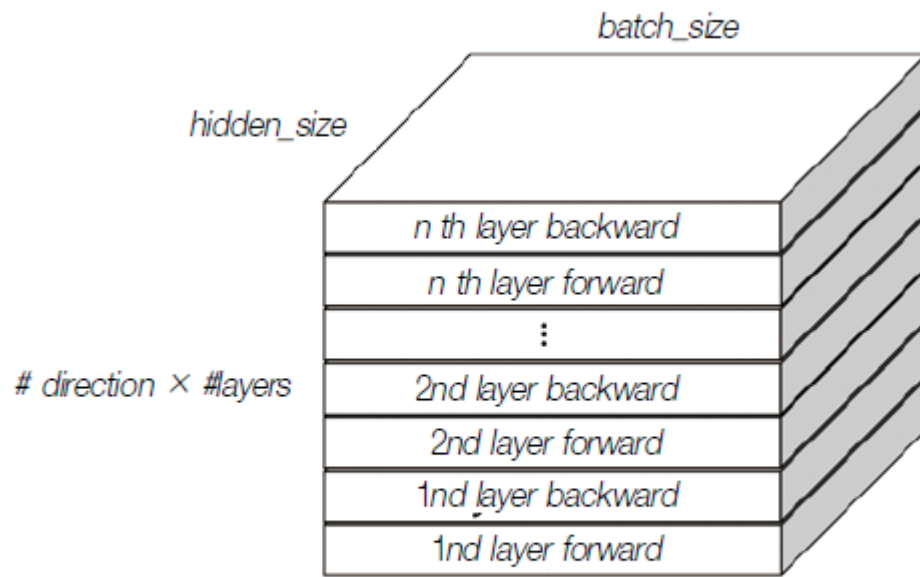 batch_size
hidden_size
n th layer backward
n th layer forward
⋮
# direction × #layers
2nd layer backward
2nd layer forward
1nd layer backward
1nd layer forward